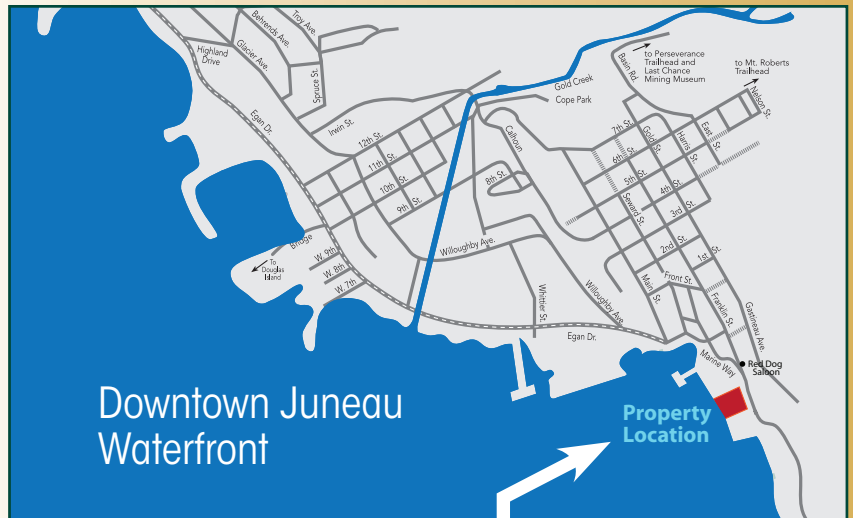 Troy Ave.
Behrends Ave.
Highland
Drive
Glacier Ave.
Spruce St.
Egan Dr.
Irwin St.
12th St.
11th St.
10th St.
9th St.
Gold Creek
Cope Park
Calhoun
8th St.
Basin Rd.
to Perseverance
Trailhead and
Last Chance
Mining Museum
to Mt. Roberts
Trailhead
Nelson St.
East St.
Harris St.
Gold St.
7th St.
6th St.
5th St.
4th St.
3rd St.
2nd St.
1st St.
Seward St.
Main St.
Front St.
Franklin St.
Gastineau Ave.
Bridge
To
Douglas
Island
W. 9th
W. 8th
W. 7th
Willoughby Ave.
Whittier St.
Willoughby Ave.
Egan Dr.
Marine Way
Red Dog
Saloon
Property
Location
Downtown Juneau
Waterfront